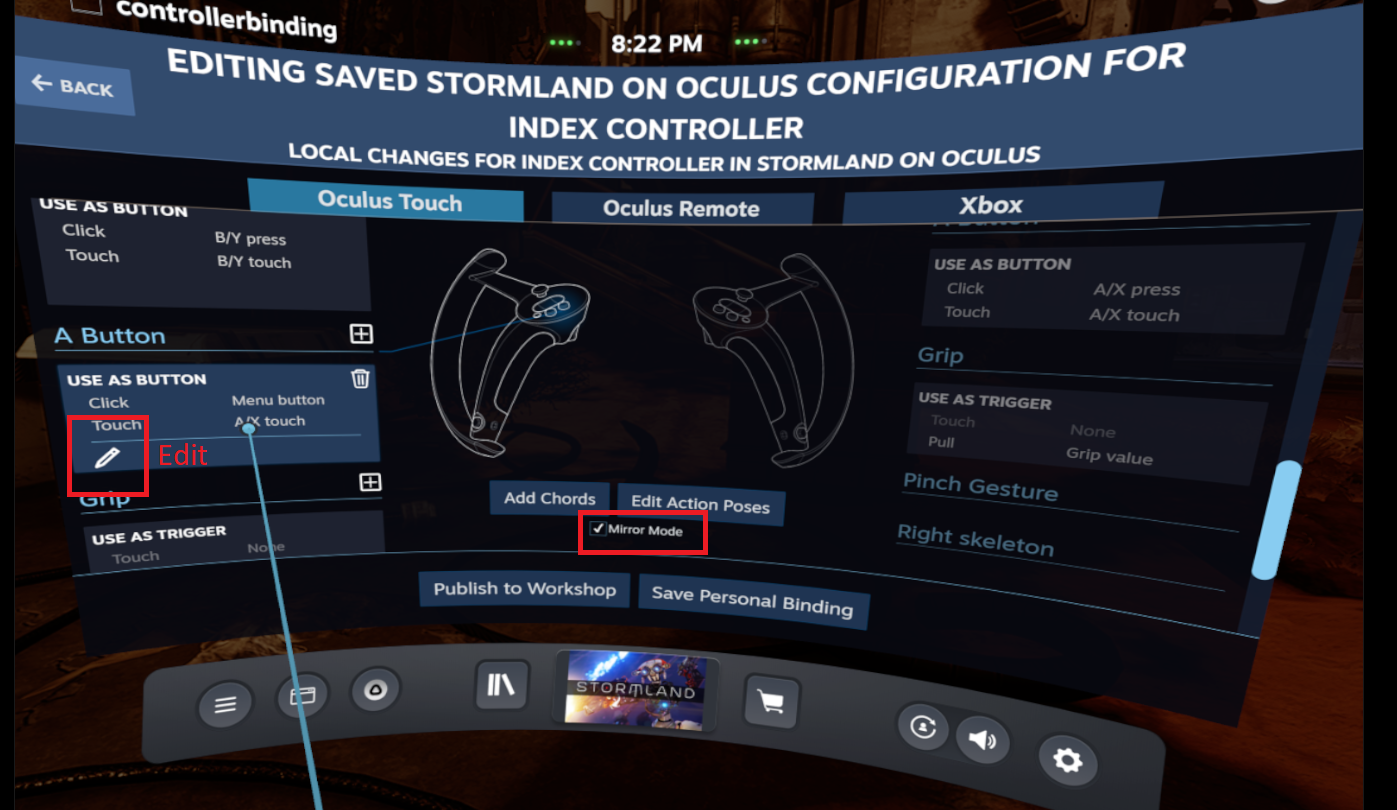 controllerbinding
8:22 PM
← BACK
EDITING SAVED STORMLAND ON OCULUS CONFIGURATION FOR
INDEX CONTROLLER
LOCAL CHANGES FOR INDEX CONTROLLER IN STORMLAND ON OCULUS
Oculus Touch
Oculus Remote
Xbox
USE AS BUTTON
Click B/Y press
Touch B/Y touch
A Button
USE AS BUTTON
Click Menu button
Touch A/X touch
Edit
Grip
USE AS TRIGGER
Touch None
Add Chords
Edit Action Poses
Mirror Mode
A Button
USE AS BUTTON
Click A/X press
Touch A/X touch
Grip
USE AS TRIGGER
Touch None
Pull Grip value
Pinch Gesture
Right skeleton
Publish to Workshop
Save Personal Binding
STORMLAND